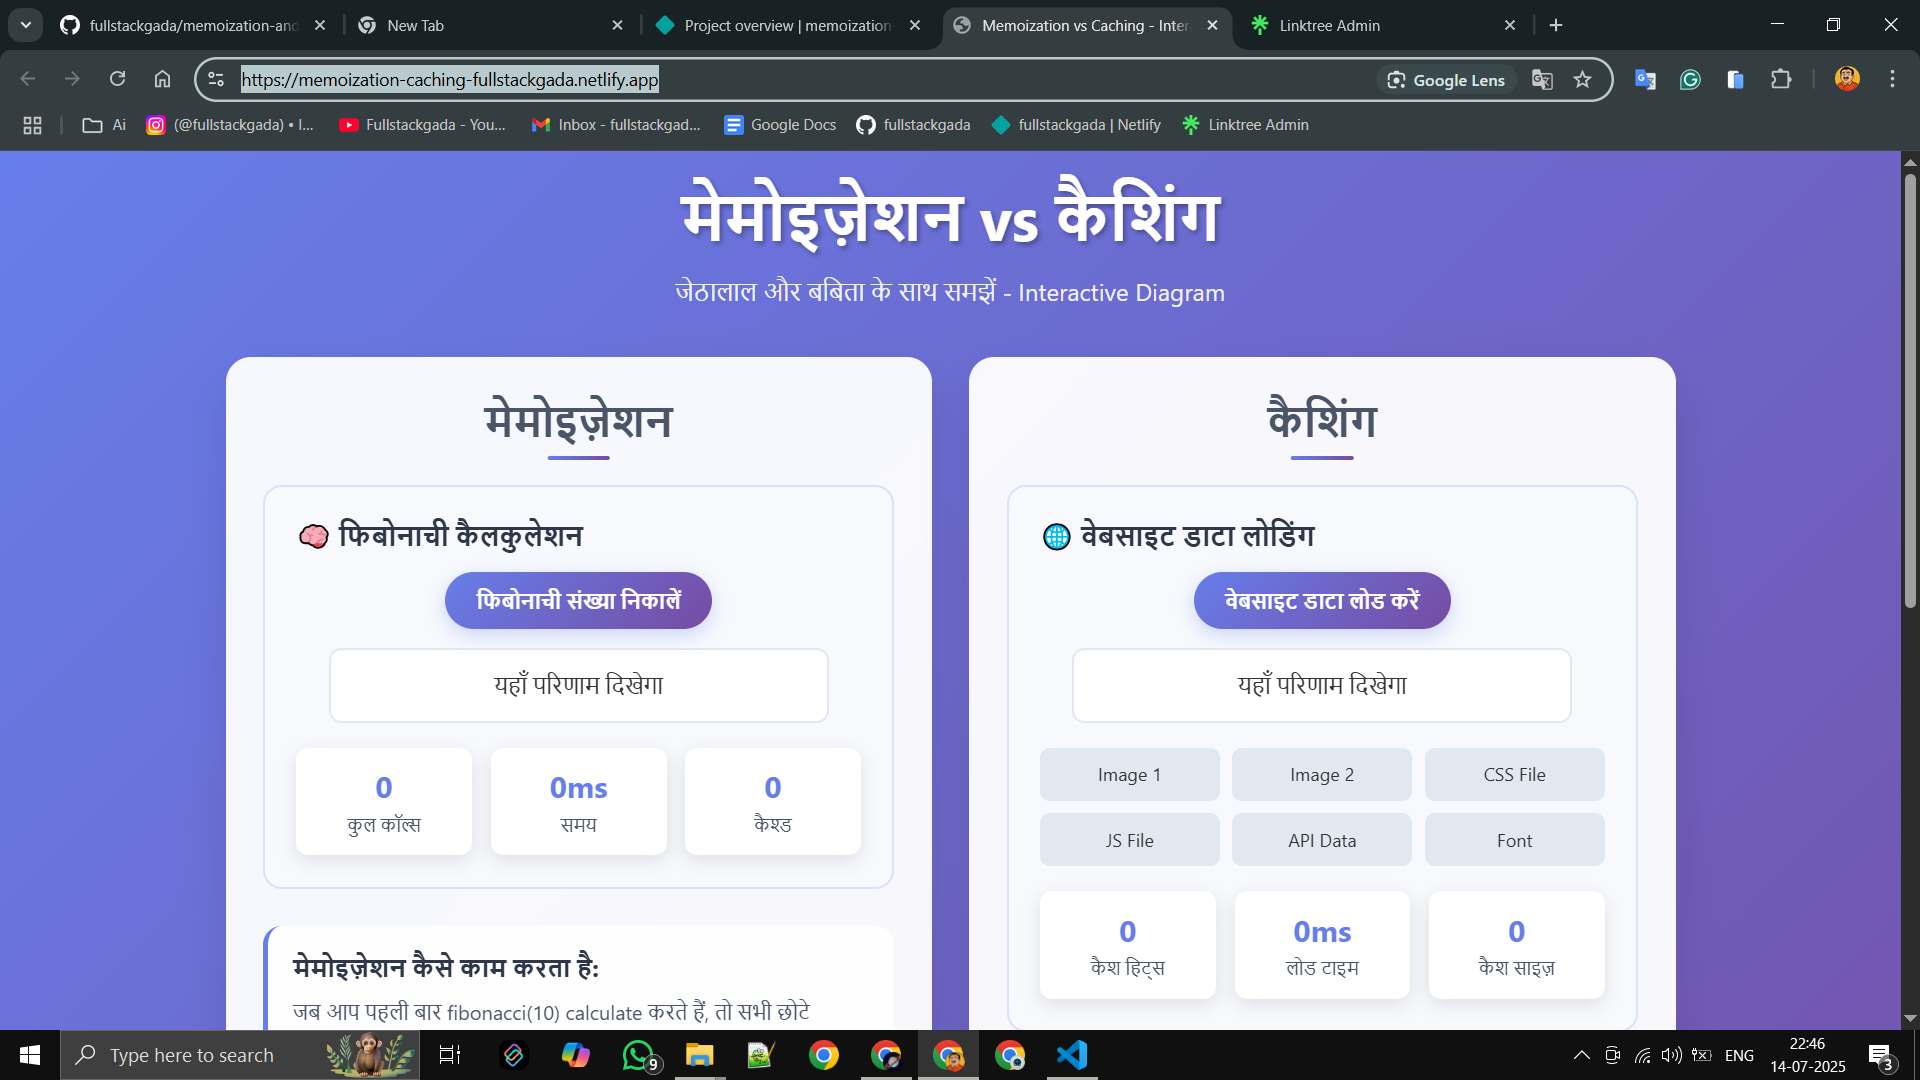 fullstackgada/memoization-and
New Tab
Project overview | memoization
Memoization vs Caching - Inter
Linktree Admin
https://memoization-caching-fullstackgada.netlify.app
Google Lens
Ai
(@fullstackgada) • I...
Fullstackgada - You...
Inbox - fullstackgad...
Google Docs
fullstackgada
fullstackgada | Netlify
Linktree Admin
मेमोइज़ेशन vs कैशिंग
जेठालाल और बबिता के साथ समझें - Interactive Diagram
मेमोइज़ेशन
🧠 फिबोनाची कैलकुलेशन
फिबोनाची संख्या निकालें
यहाँ परिणाम दिखेगा
0
कुल कॉल्स
0ms
समय
0
कैश्ड
मेमोइज़ेशन कैसे काम करता है:
जब आप पहली बार fibonacci(10) calculate करते हैं, तो सभी छोटे
कैशिंग
🌐 वेबसाइट डाटा लोडिंग
वेबसाइट डाटा लोड करें
यहाँ परिणाम दिखेगा
Image 1
Image 2
CSS File
JS File
API Data
Font
0
कैश हिट्स
0ms
लोड टाइम
0
कैश साइज़
Type here to search
9
ENG
22:46
14-07-2025
3